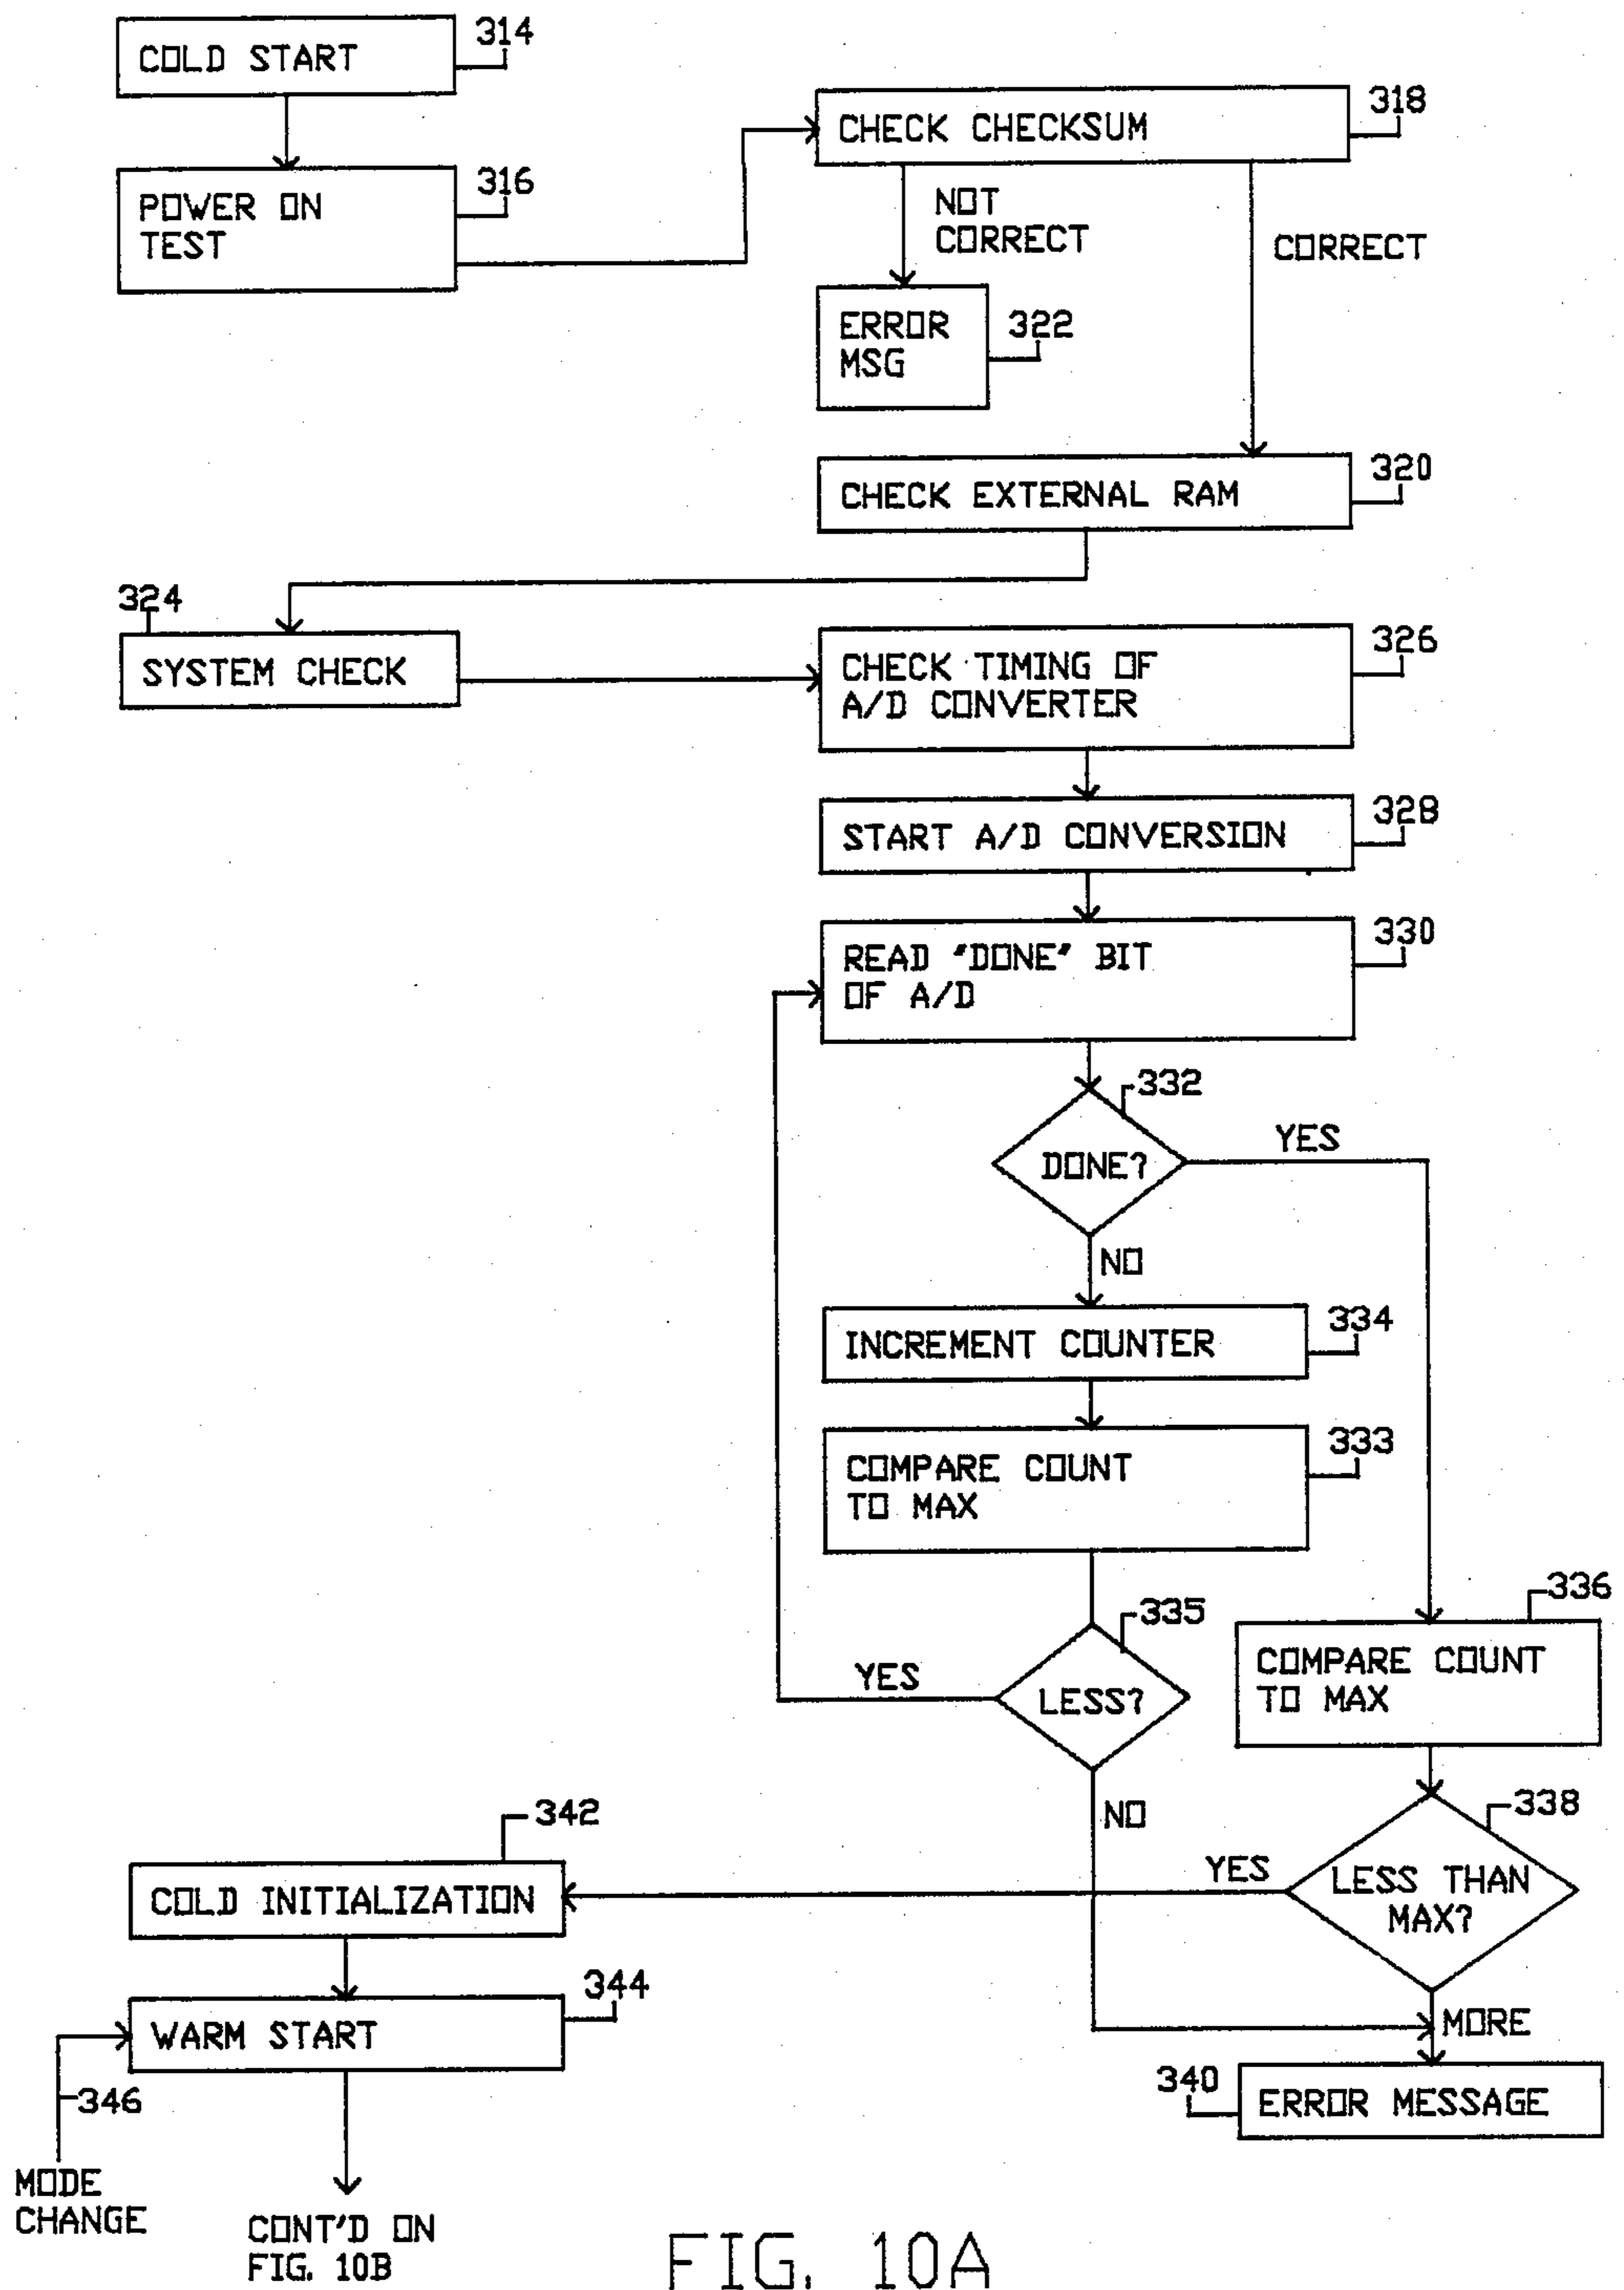 COLD START
314
POWER ON
TEST
316
CHECK CHECKSUM
318
NOT
CORRECT
CORRECT
ERROR
MSG
322
CHECK EXTERNAL RAM
320
324
SYSTEM CHECK
CHECK TIMING OF
A/D CONVERTER
326
START A/D CONVERSION
328
READ "DONE" BIT
OF A/D
330
332
DONE?
YES
NO
INCREMENT COUNTER
334
COMPARE COUNT
TO MAX
333
335
LESS?
YES
NO
336
COMPARE COUNT
TO MAX
338
LESS THAN
MAX?
YES
MORE
340
ERROR MESSAGE
342
COLD INITIALIZATION
344
WARM START
346
MODE
CHANGE
CONT'D ON
FIG. 10B
FIG. 10A